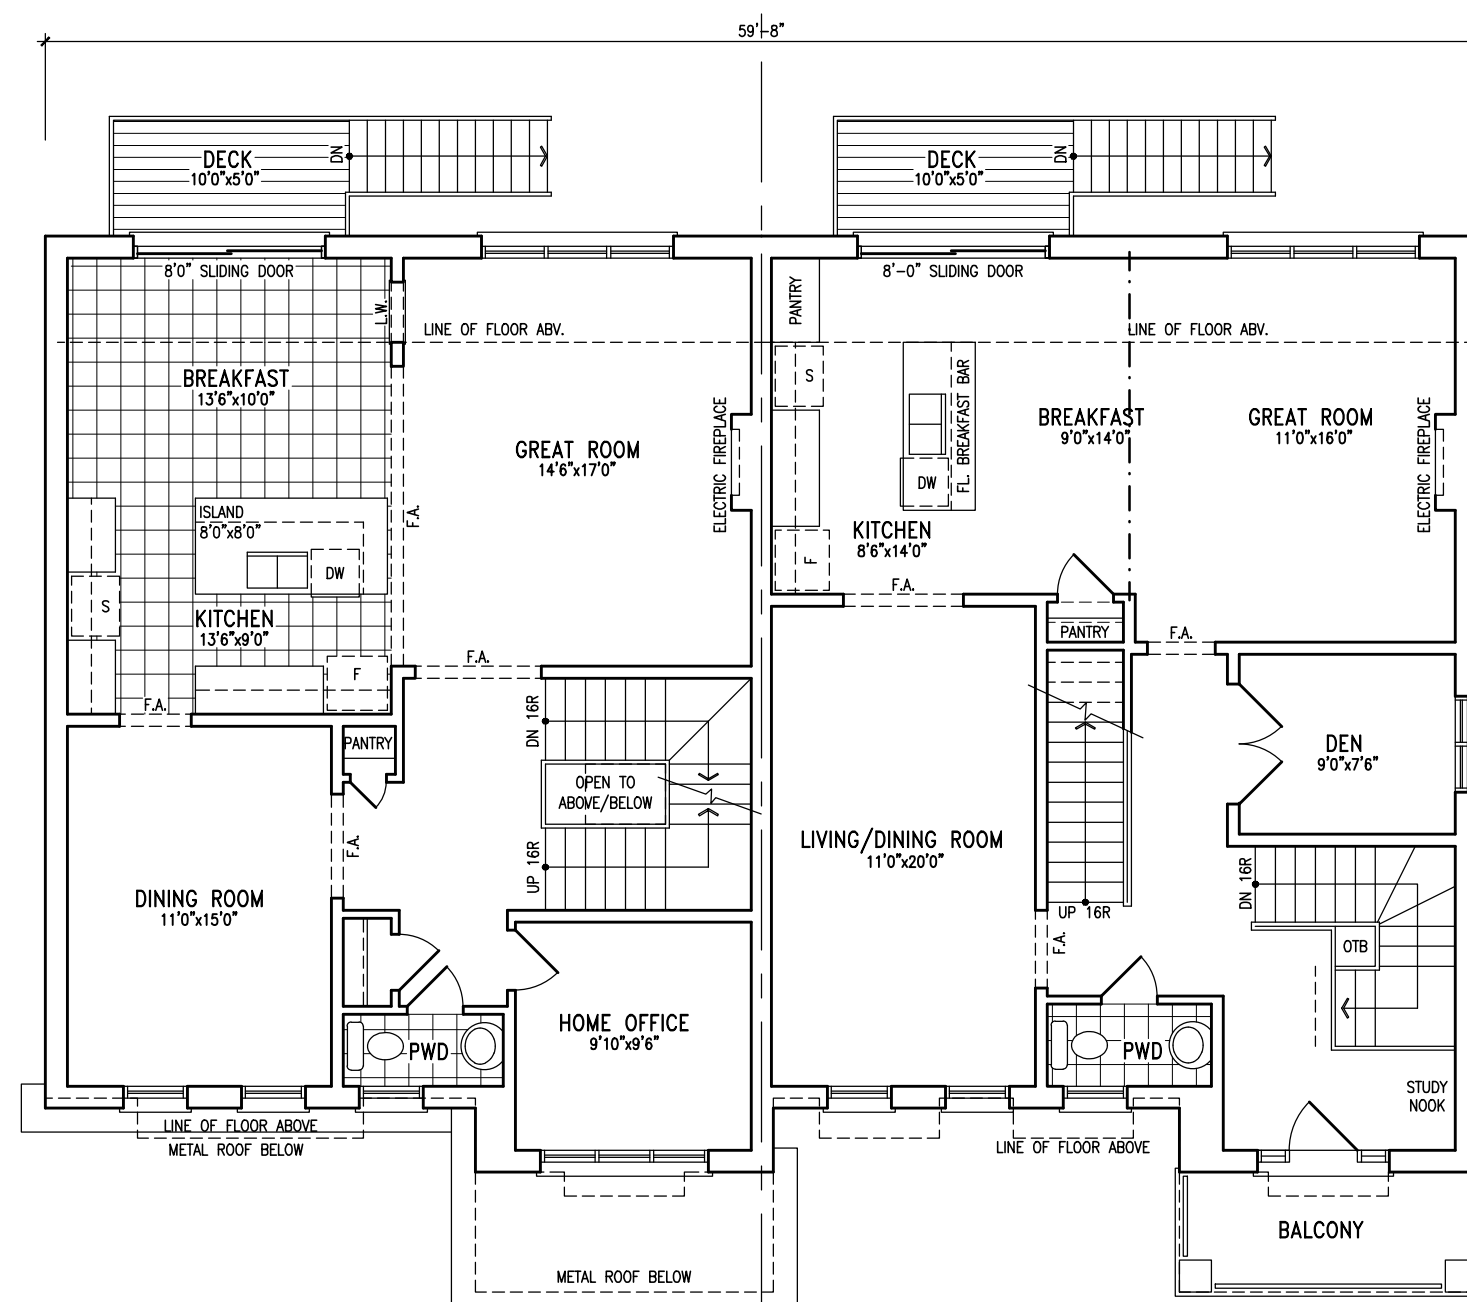 59'-8"
DECK
10'0"x5'0"
DN
DECK
10'0"x5'0"
DN
8'0" SLIDING DOOR
8'-0" SLIDING DOOR
L.W.
PANTRY
LINE OF FLOOR ABV.
LINE OF FLOOR ABV.
BREAKFAST
13'6"x10'0"
S
FL. BREAKFAST BAR
BREAKFAST
9'0"x14'0"
GREAT ROOM
11'0"x16'0"
GREAT ROOM
14'6"x17'0"
ELECTRIC FIREPLACE
ELECTRIC FIREPLACE
DW
ISLAND
8'0"x8'0"
F.A.
KITCHEN
8'6"x14'0"
DW
F
F.A.
S
KITCHEN
13'6"x9'0"
PANTRY
F.A.
F.A.
F
F.A.
DN 16R
PANTRY
OPEN TO
ABOVE/BELOW
DEN
9'0"x7'6"
F.A.
LIVING/DINING ROOM
11'0"x20'0"
UP 16R
DN 16R
DINING ROOM
11'0"x15'0"
UP 16R
F.A.
OTB
HOME OFFICE
9'10"x9'6"
PWD
PWD
STUDY
NOOK
LINE OF FLOOR ABOVE
METAL ROOF BELOW
LINE OF FLOOR ABOVE
BALCONY
METAL ROOF BELOW